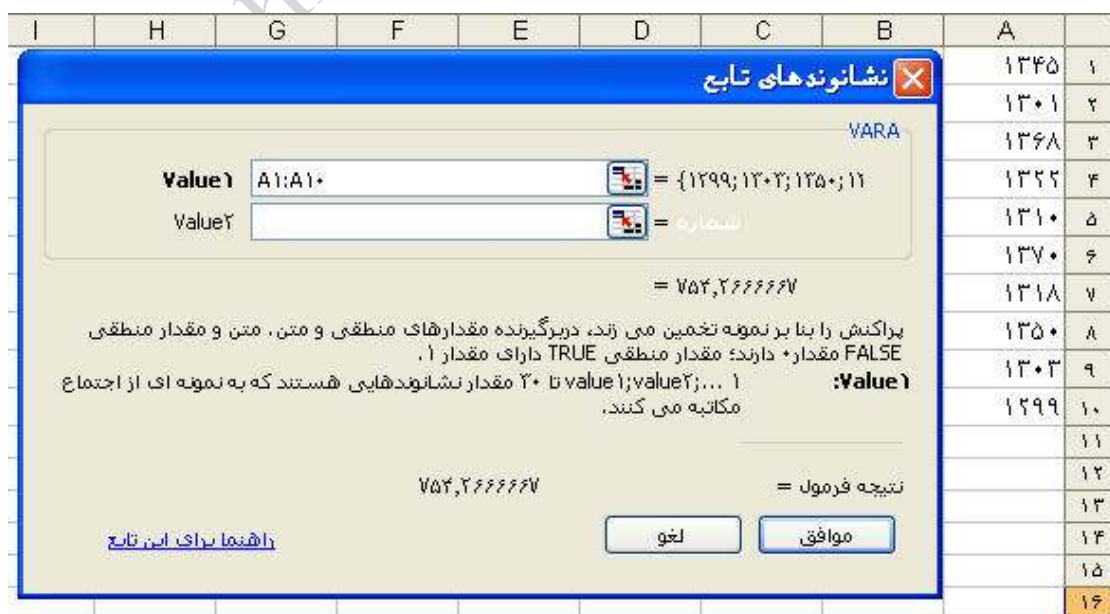 I H G F E D C B A
نشانوندهای تابع
VARA
Value۱ A۱:A۱۰ = {۱۲۹۹;۱۳۰۳;۱۳۵۰;۱۱
Value۲ = شماره
= ۷۵۴,۲۶۶۶۶۶۷
پراکنش را بنا بر نمونه تخمین می زند، دربرگیرنده مقدارهای منطقی و متن. متن و مقدار منطقی
FALSE مقدار۰ دارند؛ مقدار منطقی TRUE دارای مقدار ۱.
Value۱: value۱;value۲;... ۱ تا ۳۰ مقدار نشانوندهایی هستند که به نمونه ای از اجتماع
مکاتبه می کنند.
نتیجه فرمول = ۷۵۴,۲۶۶۶۶۶۷
راهنما برای این تابع
موافق لغو
۱ ۱۳۴۵
۲ ۱۳۰۱
۳ ۱۳۶۸
۴ ۱۳۲۲
۵ ۱۳۱۰
۶ ۱۳۷۰
۷ ۱۳۱۸
۸ ۱۳۵۰
۹ ۱۳۰۳
۱۰ ۱۲۹۹
۱۱
۱۲
۱۳
۱۴
۱۵
۱۶